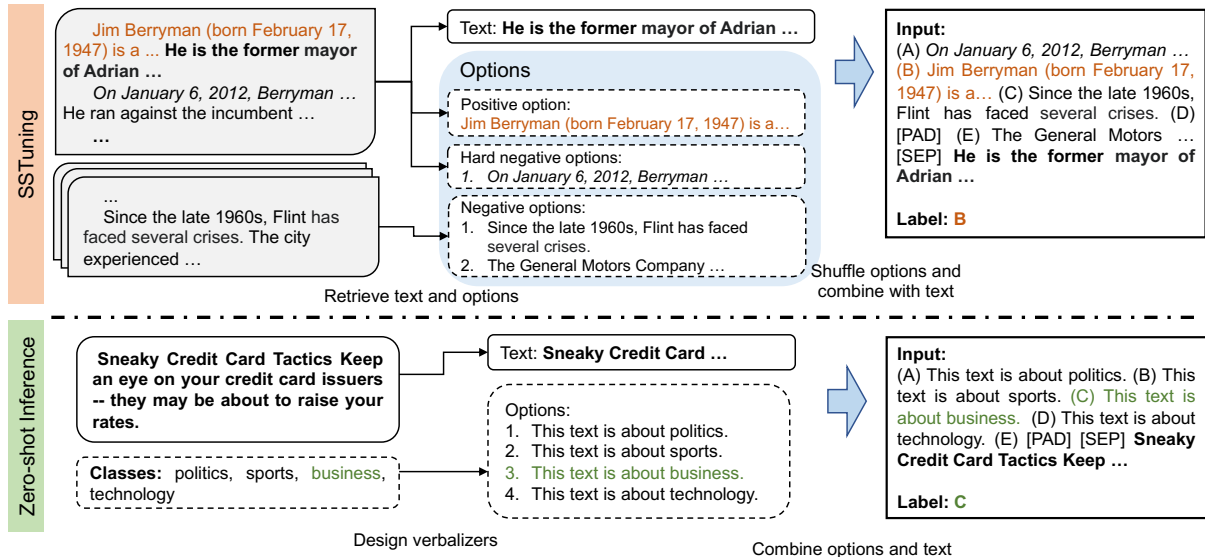 SSTuning
Jim Berryman (born February 17,
1947) is a ... He is the former mayor
of Adrian …
On January 6, 2012, Berryman …
He ran against the incumbent …
…
...
Since the late 1960s, Flint has
faced several crises. The city
experienced …
Retrieve text and options
Text: He is the former mayor of Adrian …
Options
Positive option:
Jim Berryman (born February 17, 1947) is a…
Hard negative options:
1. On January 6, 2012, Berryman …
Negative options:
1. Since the late 1960s, Flint has faced
several crises.
2. The General Motors Company …
Shuffle options and
combine with text
Input:
(A) On January 6, 2012, Berryman …
(B) Jim Berryman (born February 17,
1947) is a… (C) Since the late 1960s,
Flint has faced several crises. (D)
[PAD] (E) The General Motors …
[SEP] He is the former mayor of
Adrian …
Label: B
Zero-shot Inference
Sneaky Credit Card Tactics Keep
an eye on your credit card issuers
-- they may be about to raise your
rates.
Classes: politics, sports, business,
technology
Design verbalizers
Text: Sneaky Credit Card …
Options:
1. This text is about politics.
2. This text is about sports.
3. This text is about business.
4. This text is about technology.
Combine options and text
Input:
(A) This text is about politics. (B) This
text is about sports. (C) This text is
about business. (D) This text is about
technology. (E) [PAD] [SEP] Sneaky
Credit Card Tactics Keep …
Label: C